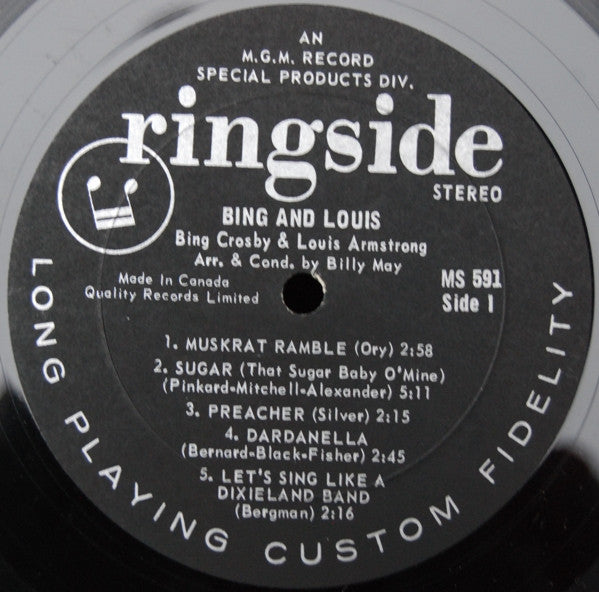 AN
M.G.M. RECORD
SPECIAL PRODUCTS DIV.
ringside
STEREO
BING AND LOUIS
Bing Crosby & Louis Armstrong
Arr. & Cond. by Billy May
Made In Canada
Quality Records Limited
MS 591
Side 1
1. MUSKRAT RAMBLE (Ory) 2:58
2. SUGAR (That Sugar Baby O'Mine)
(Pinkard-Mitchell-Alexander) 5:11
3. PREACHER (Silver) 2:15
4. DARDANELLA
(Bernard-Black-Fisher) 2:45
5. LET'S SING LIKE A
DIXIELAND BAND
(Bergman) 2:16
LONG PLAYING CUSTOM FIDELITY